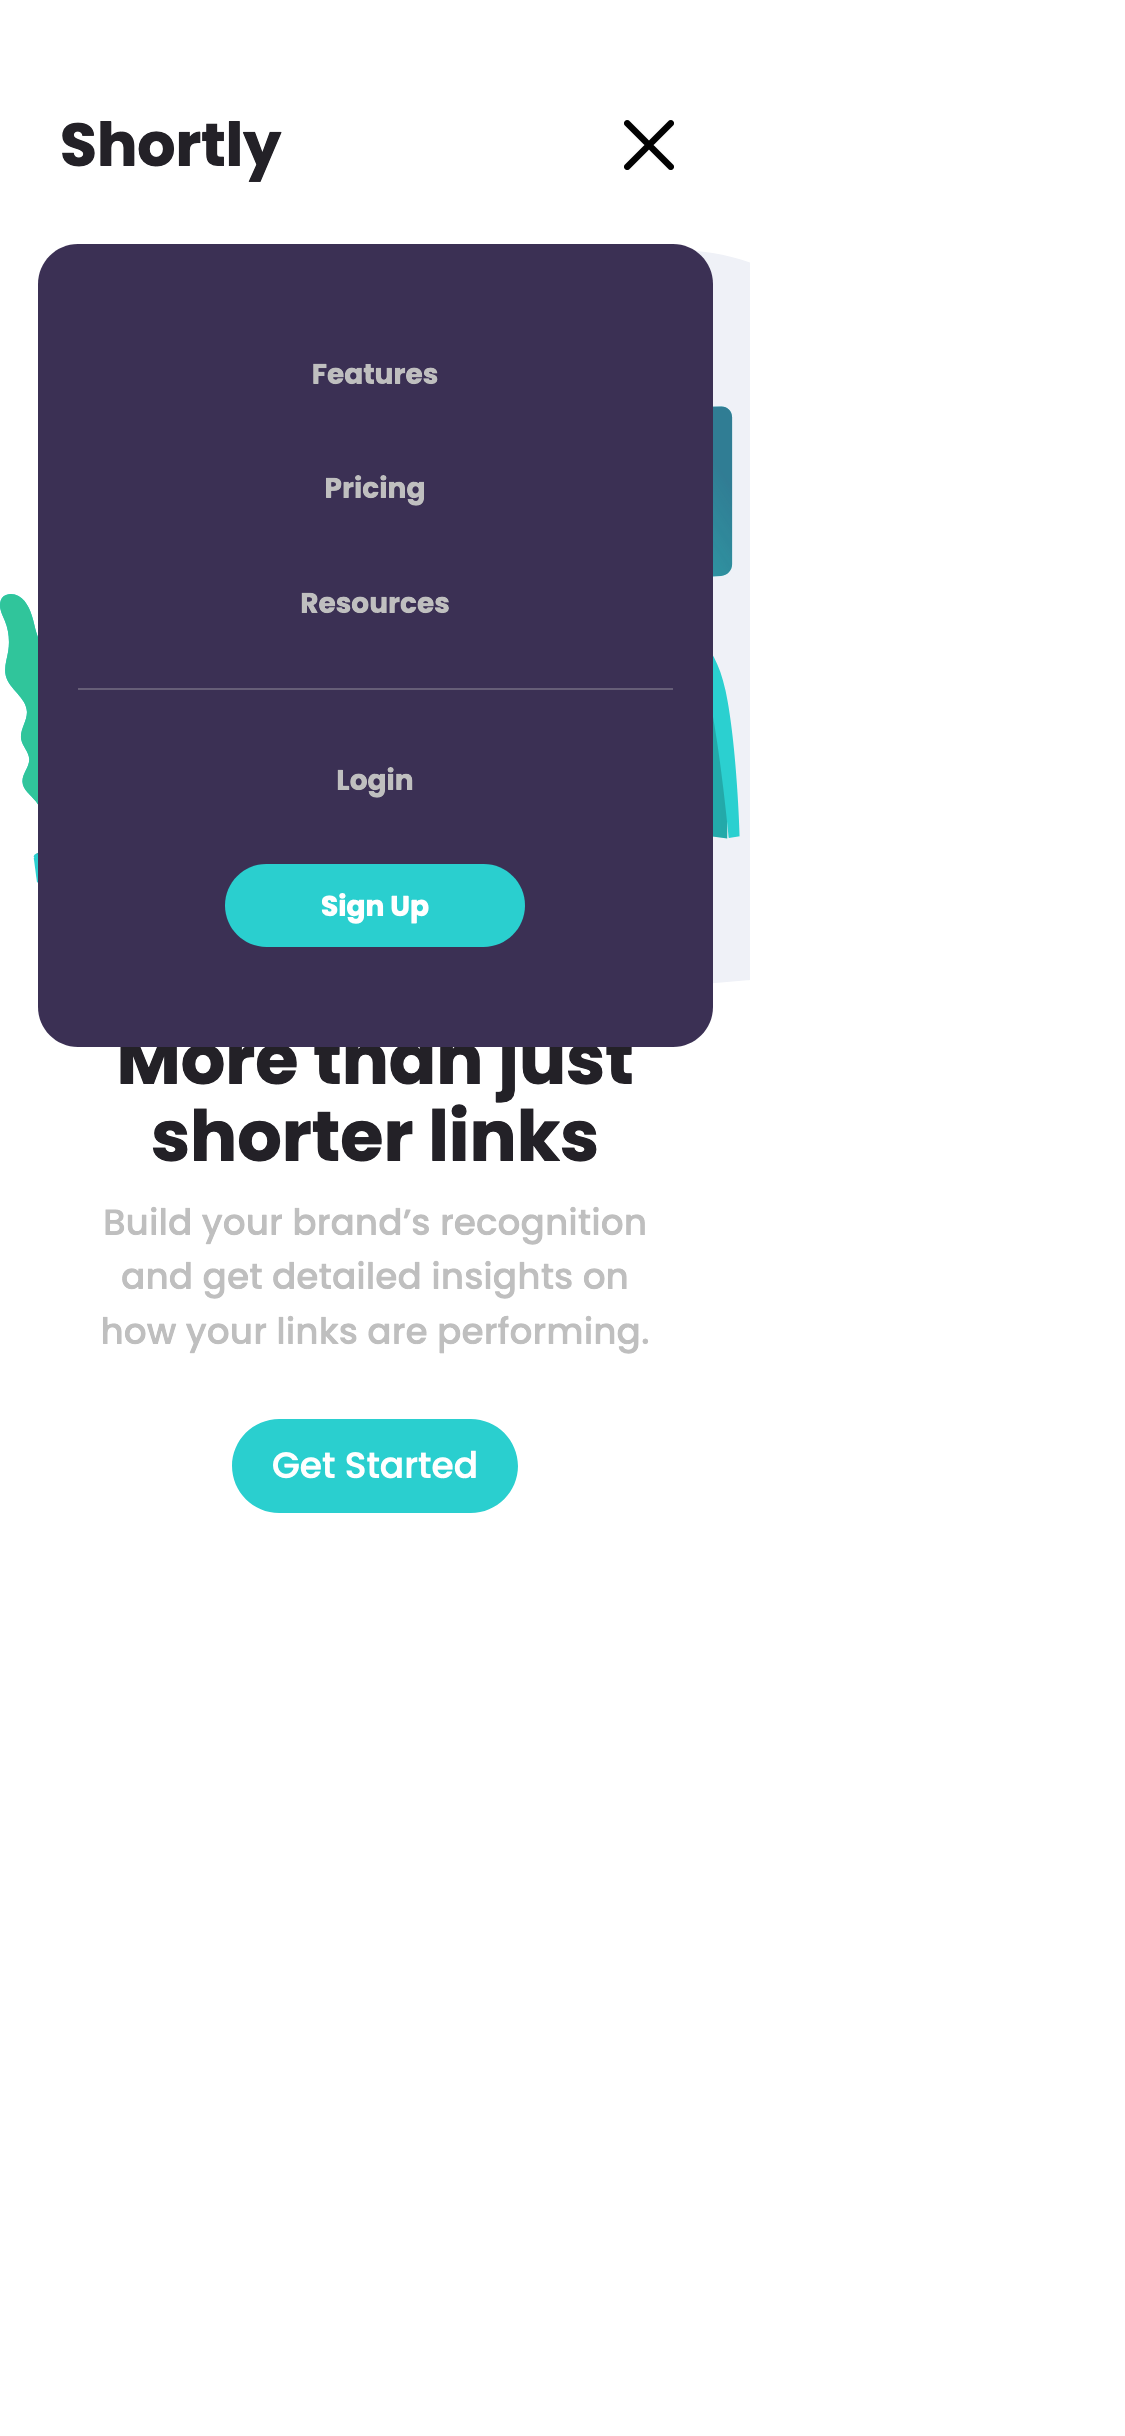 Shortly
Features
Pricing
Resources
Login
Sign Up
More than just
shorter links
Build your brand’s recognition
and get detailed insights on
how your links are performing.
Get Started